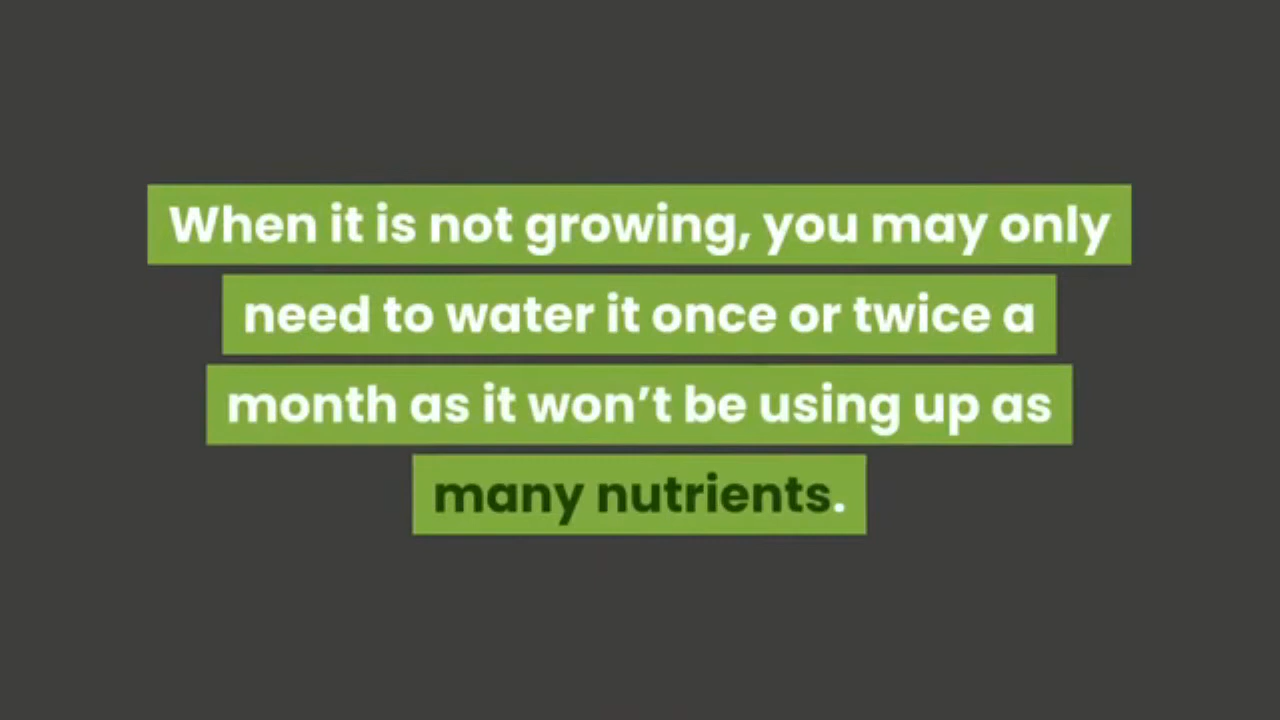 When it is not growing, you may only
need to water it once or twice a
month as it won’t be using up as
many nutrients.